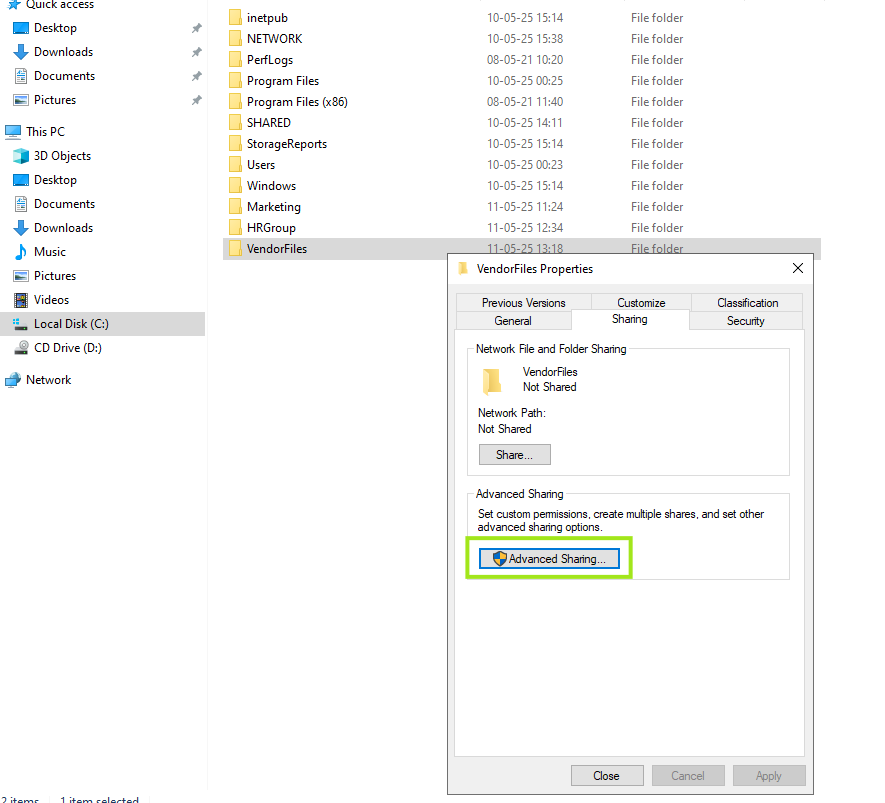 Quick access
Desktop
Downloads
Documents
Pictures
This PC
3D Objects
Desktop
Documents
Downloads
Music
Pictures
Videos
Local Disk (C:)
CD Drive (D:)
Network
inetpub 10-05-25 15:14 File folder
NETWORK 10-05-25 15:38 File folder
PerfLogs 08-05-21 10:20 File folder
Program Files 10-05-25 00:25 File folder
Program Files (x86) 08-05-21 11:40 File folder
SHARED 10-05-25 14:11 File folder
StorageReports 10-05-25 15:14 File folder
Users 10-05-25 00:23 File folder
Windows 10-05-25 15:14 File folder
Marketing 11-05-25 11:24 File folder
HRGroup 11-05-25 12:34 File folder
VendorFiles 11-05-25 13:18 File folder
VendorFiles Properties
Previous Versions Customize Classification
General Sharing Security
Network File and Folder Sharing
VendorFiles
Not Shared
Network Path:
Not Shared
Share...
Advanced Sharing
Set custom permissions, create multiple shares, and set other
advanced sharing options.
Advanced Sharing...
Close Cancel Apply
items 1 item selected